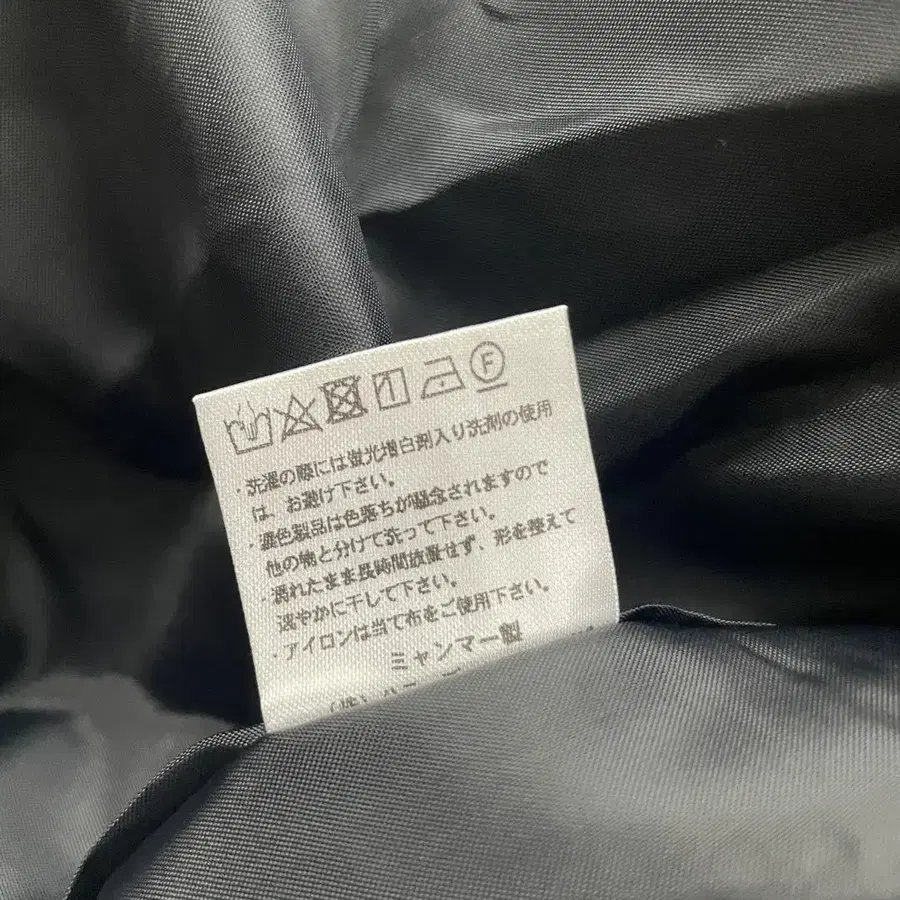 F
・洗濯の際には蛍光増白剤入り洗剤の使用
は、お避け下さい。
・濃色製品は色落ちが懸念されますので
他の物と分けて洗って下さい。
濡れたまま長時間放置せず、形を整えて
速やかに干して下さい。
・アイロンは当て布をご使用下さい。
ミャンマー製